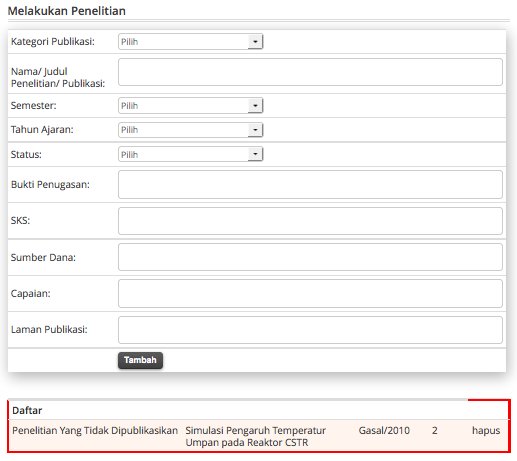 Melakukan Penelitian
Kategori Publikasi: Pilih
Nama/ Judul
Penelitian/ Publikasi:
Semester: Pilih
Tahun Ajaran: Pilih
Status: Pilih
Bukti Penugasan:
SKS:
Sumber Dana:
Capaian:
Laman Publikasi:
Tambah
Daftar
Penelitian Yang Tidak Dipublikasikan Simulasi Pengaruh Temperatur Gasal/2010 2 hapus
Umpan pada Reaktor CSTR